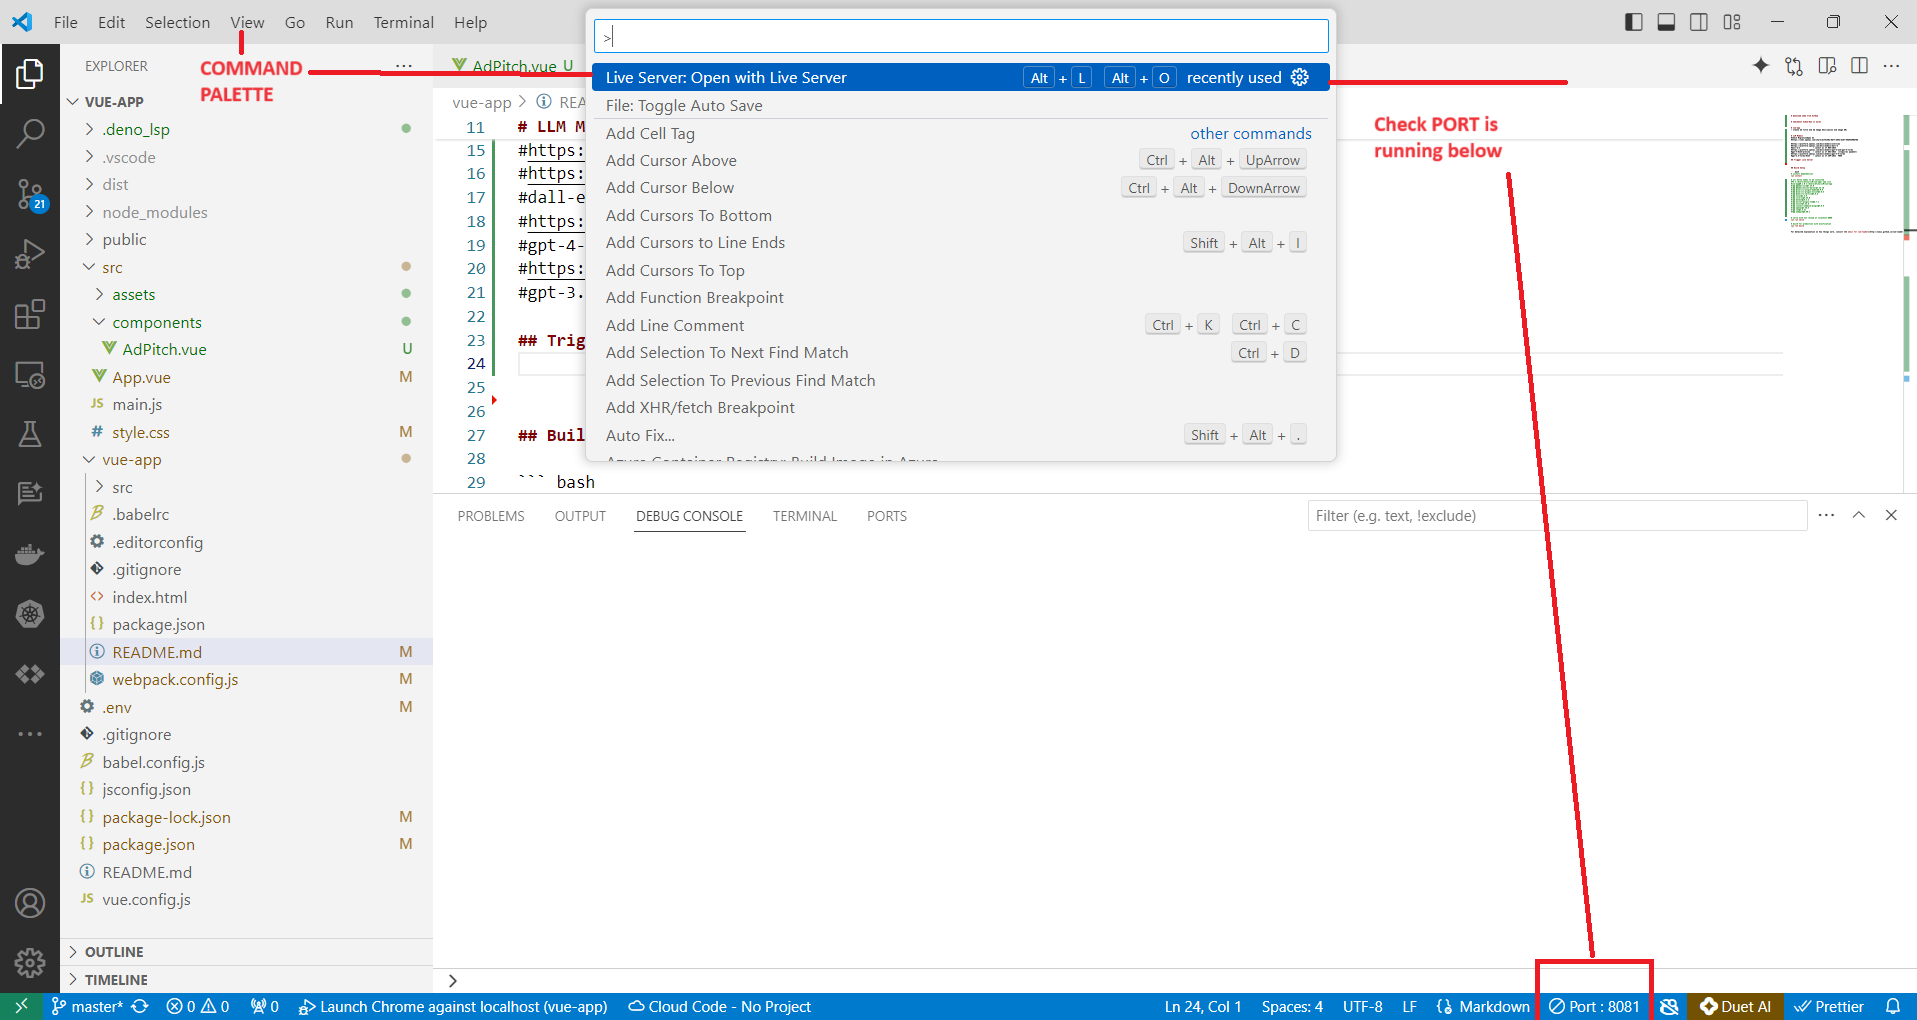 File Edit Selection View Go Run Terminal Help
>
EXPLORER
COMMAND
PALETTE
AdPitch.vue U
Live Server: Open with Live Server Alt + L Alt + O recently used
File: Toggle Auto Save
Add Cell Tag other commands
Add Cursor Above Ctrl + Alt + UpArrow
Add Cursor Below Ctrl + Alt + DownArrow
Add Cursors To Bottom
Add Cursors to Line Ends Shift + Alt + I
Add Cursors To Top
Add Function Breakpoint
Add Line Comment Ctrl + K Ctrl + C
Add Selection To Next Find Match Ctrl + D
Add Selection To Previous Find Match
Add XHR/fetch Breakpoint
Auto Fix... Shift + Alt + .
Azure Container Registry: Build Image in Azure
Check PORT is
running below
VUE-APP
.deno_lsp
.vscode
dist
node_modules
public
src
assets
components
AdPitch.vue U
App.vue M
JS main.js
# style.css M
vue-app
src
.babelrc
.editorconfig
.gitignore
<> index.html
{} package.json
README.md M
webpack.config.js M
.env M
.gitignore
babel.config.js
{} jsconfig.json
{} package-lock.json M
{} package.json M
README.md
JS vue.config.js
OUTLINE
TIMELINE
vue-app > REA
11 # LLM M
15 #https:
16 #https:
17 #dall-e
18 #https:
19 #gpt-4-
20 #https:
21 #gpt-3.
22
23 ## Trig
24
25
26
27 ## Buil
28
29 ``` bash
PROBLEMS OUTPUT DEBUG CONSOLE TERMINAL PORTS Filter (e.g. text, !exclude)
>
21
master* 0 0 0 Launch Chrome against localhost (vue-app) Cloud Code - No Project Ln 24, Col 1 Spaces: 4 UTF-8 LF {} Markdown Port : 8081 Duet AI Prettier